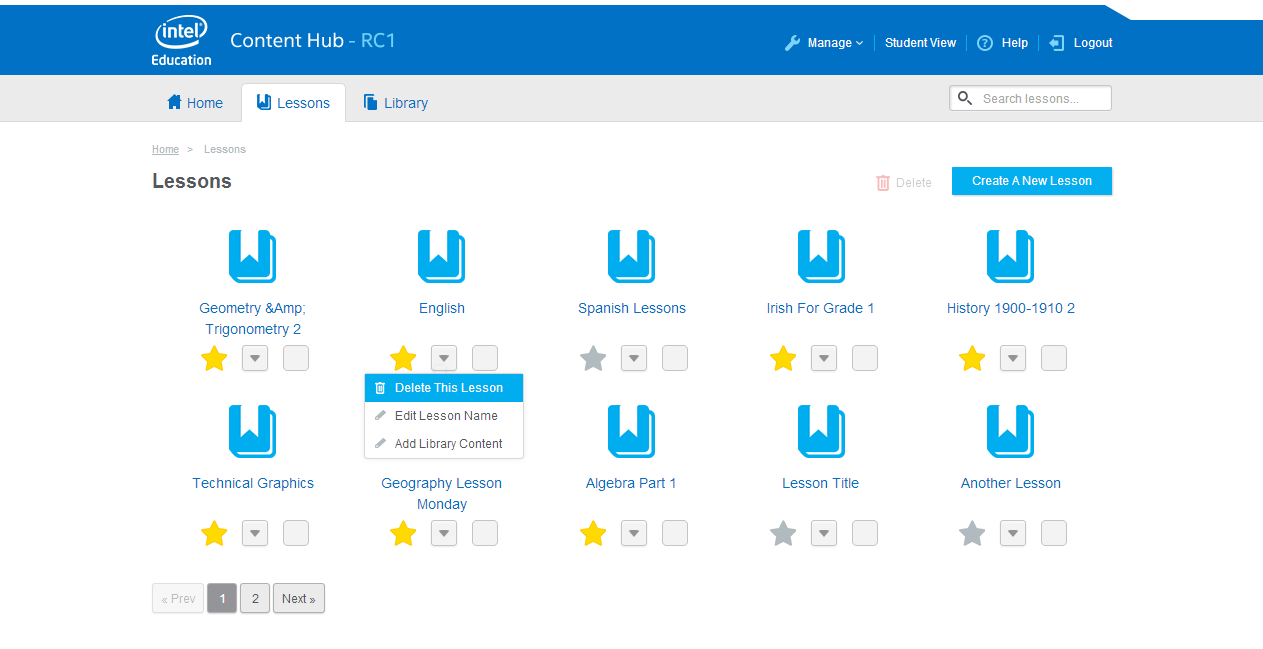 intel
Education
Content Hub - RC1
Manage
Student View
Help
Logout
Home
Lessons
Library
Search lessons...
Home > Lessons
Lessons
Delete
Create A New Lesson
Geometry &Amp;
Trigonometry 2
English
Spanish Lessons
Irish For Grade 1
History 1900-1910 2
Delete This Lesson
Edit Lesson Name
Add Library Content
Technical Graphics
Geography Lesson
Monday
Algebra Part 1
Lesson Title
Another Lesson
« Prev
1
2
Next »